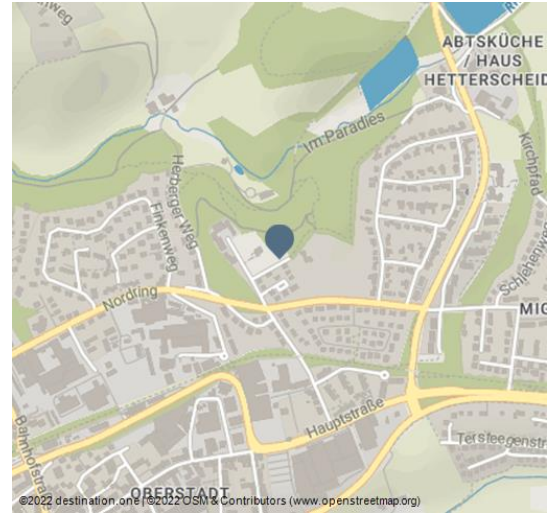 ABTSKÜCHE
/ HAUS
HETTERSCHEID
Im Paradies
Kirchpfad
Herberger Weg
Finkenweg
Schlehenweg
Nordring
MIG
Hauptstraße
Bahnhofstraße
Tersteegenstr
OBERSTADT
©2022 destination.one | ©2022 OSM & Contributors (www.openstreetmap.org)